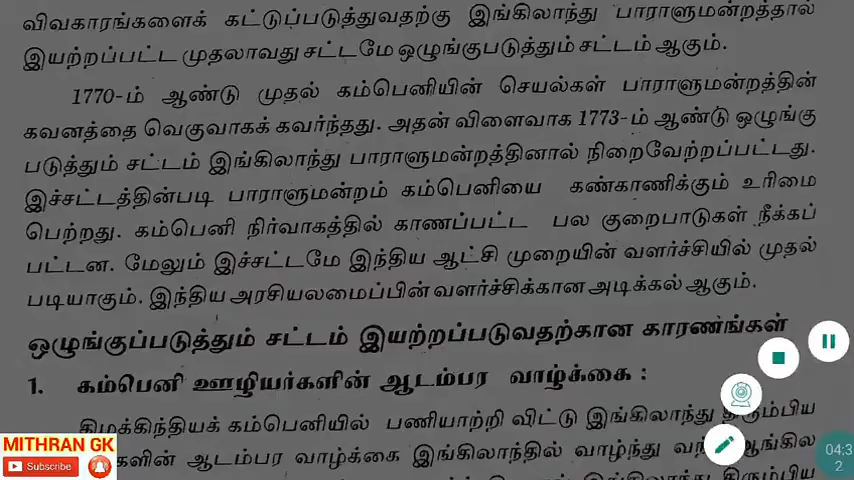 விவகாரங்களைக் கட்டுப்படுத்துவதற்கு இங்கிலாந்து பாராளுமன்றத்தால்
இயற்றப்பட்ட முதலாவது சட்டமே ஒழுங்குபடுத்தும் சட்டம் ஆகும்.
1770-ம் ஆண்டு முதல் கம்பெனியின் செயல்கள் பாராளுமன்றத்தின்
கவனத்தை வெகுவாகக் கவர்ந்தது. அதன் விளைவாக 1773-ம் ஆண்டு ஒழுங்கு
படுத்தும் சட்டம் இங்கிலாந்து பாராளுமன்றத்தினால் நிறைவேற்றப்பட்டது.
இச்சட்டத்தின்படி பாராளுமன்றம் கம்பெனியை கண்காணிக்கும் உரிமை
பெற்றது. கம்பெனி நிர்வாகத்தில் காணப்பட்ட பல குறைபாடுகள் நீக்கப்
பட்டன. மேலும் இச்சட்டமே இந்திய ஆட்சி முறையின் வளர்ச்சியில் முதல்
படியாகும். இந்திய அரசியலமைப்பின் வளர்ச்சிக்கான அடிக்கல் ஆகும்.
ஒழுங்குப்படுத்தும் சட்டம் இயற்றப்படுவதற்கான காரணங்கள்
1. கம்பெனி ஊழியர்களின் ஆடம்பர வாழ்க்கை :
கிழக்கிந்தியக் கம்பெனியில் பணியாற்றி விட்டு இங்கிலாந்து திரும்பிய
களின் ஆடம்பர வாழ்க்கை இங்கிலாந்தில் வாழ்ந்து ஆங்கில
இங்கிலாந்து திரும்பிய
MITHRAN GK
Subscribe
04:3
2